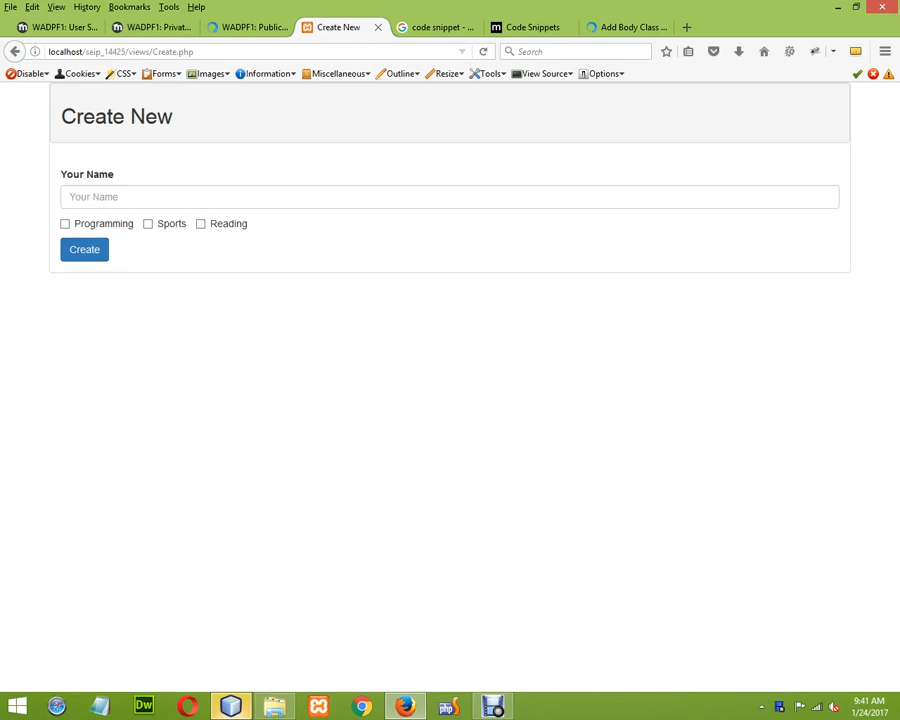 File Edit View History Bookmarks Tools Help
WADPF1: User S... WADPF1: Privat... WADPF1: Public... Create New code snippet - ... Code Snippets Add Body Class ...
localhost/seip_14425/views/Create.php Search
Disable Cookies CSS Forms Images Information Miscellaneous Outline Resize Tools View Source Options
Create New
Your Name
Your Name
Programming Sports Reading
Create
Dw php
9:41 AM
1/24/2017